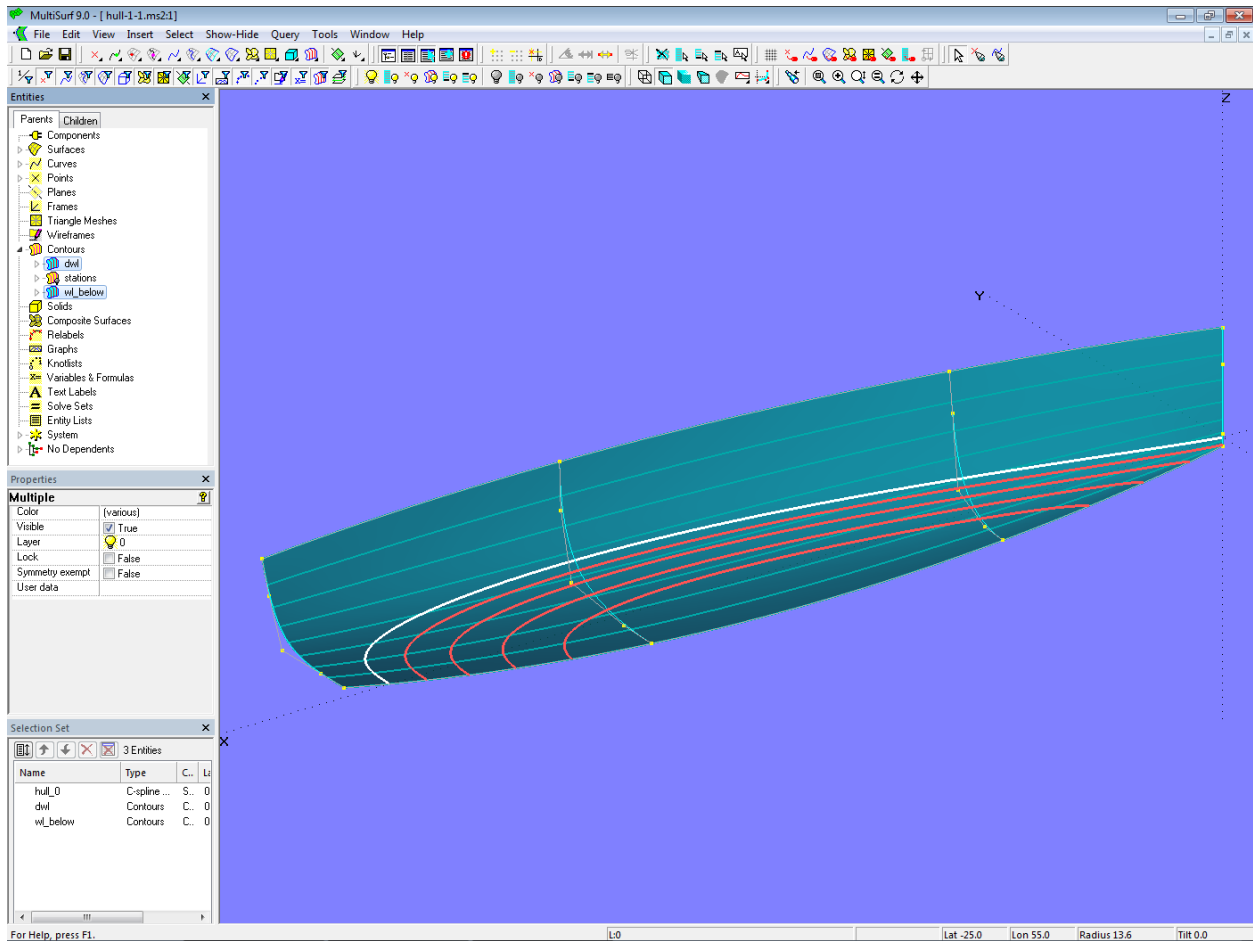 MultiSurf 9.0 - [ hull-1-1.ms2:1]
File Edit View Insert Select Show-Hide Query Tools Window Help
Entities
Parents Children
Components
Surfaces
Curves
Points
Planes
Frames
Triangle Meshes
Wireframes
Contours
dwl
stations
wl_below
Solids
Composite Surfaces
Relabels
Graphs
Knotlists
Variables & Formulas
Text Labels
Solve Sets
Entity Lists
System
No Dependents
Properties
Multiple
Color (various)
Visible True
Layer 0
Lock False
Symmetry exempt False
User data
Selection Set
3 Entities
Name Type C.. La
hull_0 C-spline ... S.. 0
dwl Contours C.. 0
wl_below Contours C.. 0
Z
Y
X
For Help, press F1. L:0 Lat -25.0 Lon 55.0 Radius 13.6 Tilt 0.0